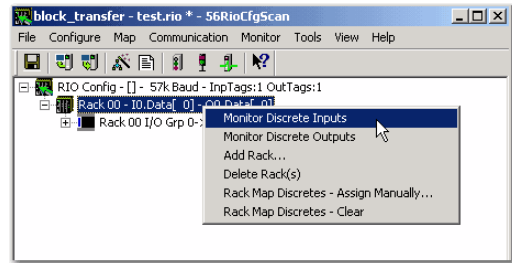 block_transfer - test.rio * - 56RioCfgScan
File Configure Map Communication Monitor Tools View Help
RIO Config - [] - 57k Baud - InpTags:1 OutTags:1
Rack 00 - I0.Data[ 0] - O0.Data[ 0]
Rack 00 I/O Grp 0->
Monitor Discrete Inputs
Monitor Discrete Outputs
Add Rack...
Delete Rack(s)
Rack Map Discretes - Assign Manually...
Rack Map Discretes - Clear